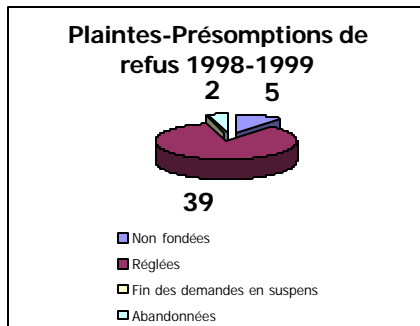 Plaintes-Présomptions de
refus 1998-1999
2 5
39
Non fondées
Réglées
Fin des demandes en suspens
Abandonnées